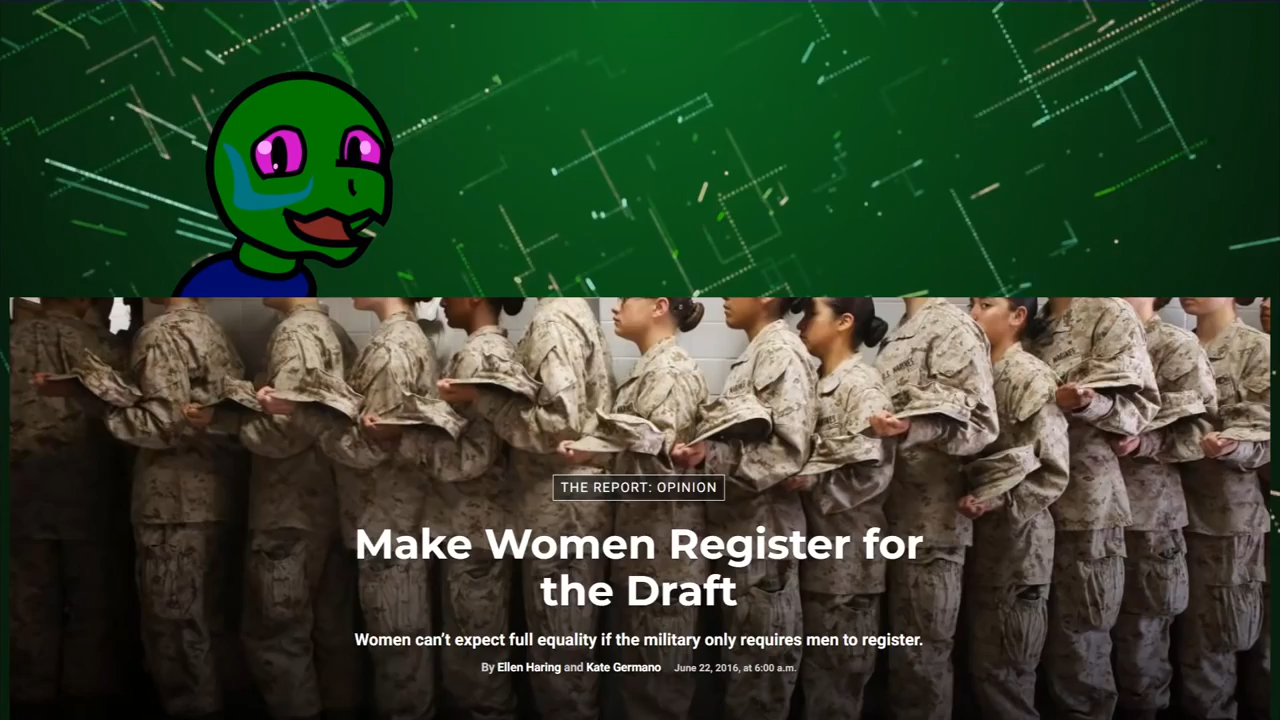 THE REPORT: OPINION
Make Women Register for
the Draft
Women can’t expect full equality if the military only requires men to register.
By Ellen Haring and Kate Germano June 22, 2016, at 6:00 a.m.